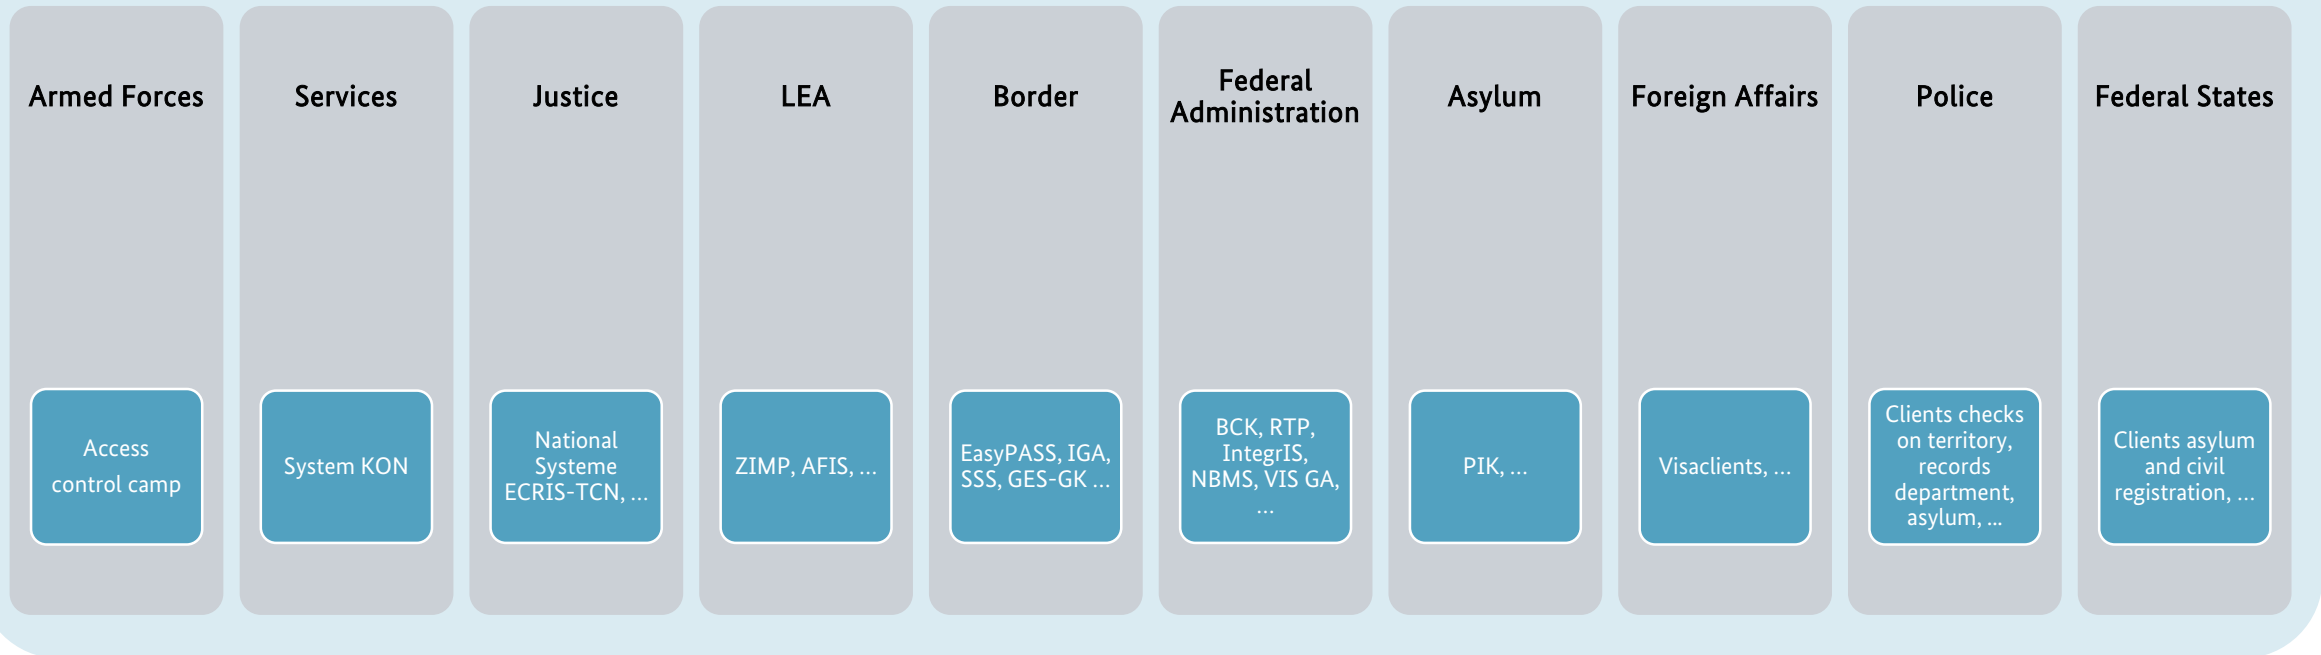 Armed Forces
Services
Justice
LEA
Border
Federal
Administration
Asylum
Foreign Affairs
Police
Federal States
Access
control camp
System KON
National
Systeme
ECRIS-TCN, ...
ZIMP, AFIS, ...
EasyPASS, IGA,
SSS, GES-GK ...
BCK, RTP,
IntegrIS,
NBMS, VIS GA,
...
PIK, ...
Visaclients, ...
Clients checks
on territory,
records
department,
asylum, ...
Clients asylum
and civil
registration, ...